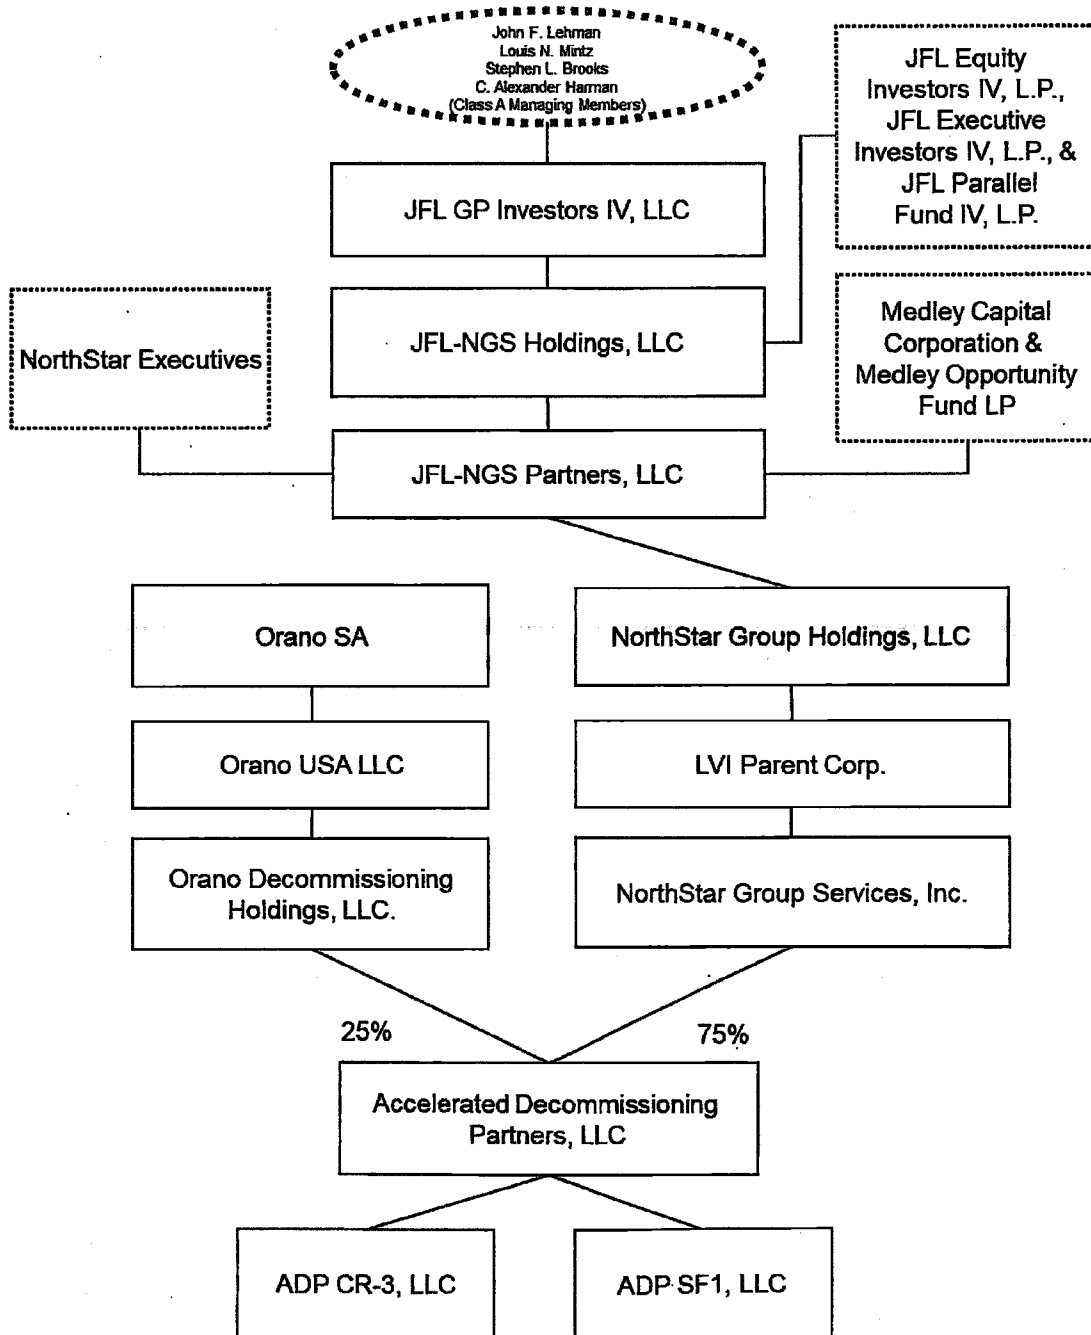 John F. Lehman
Louis N. Mintz
Stephen L. Brooks
C. Alexander Harman
(Class A Managing Members)
JFL Equity
Investors IV, L.P.,
JFL Executive
Investors IV, L.P., &
JFL Parallel
Fund IV, L.P.
JFL GP Investors IV, LLC
NorthStar Executives
JFL-NGS Holdings, LLC
Medley Capital
Corporation &
Medley Opportunity
Fund LP
JFL-NGS Partners, LLC
Orano SA
NorthStar Group Holdings, LLC
Orano USA LLC
LVI Parent Corp.
Orano Decommissioning
Holdings, LLC.
NorthStar Group Services, Inc.
25%
75%
Accelerated Decommissioning
Partners, LLC
ADP CR-3, LLC
ADP SF1, LLC